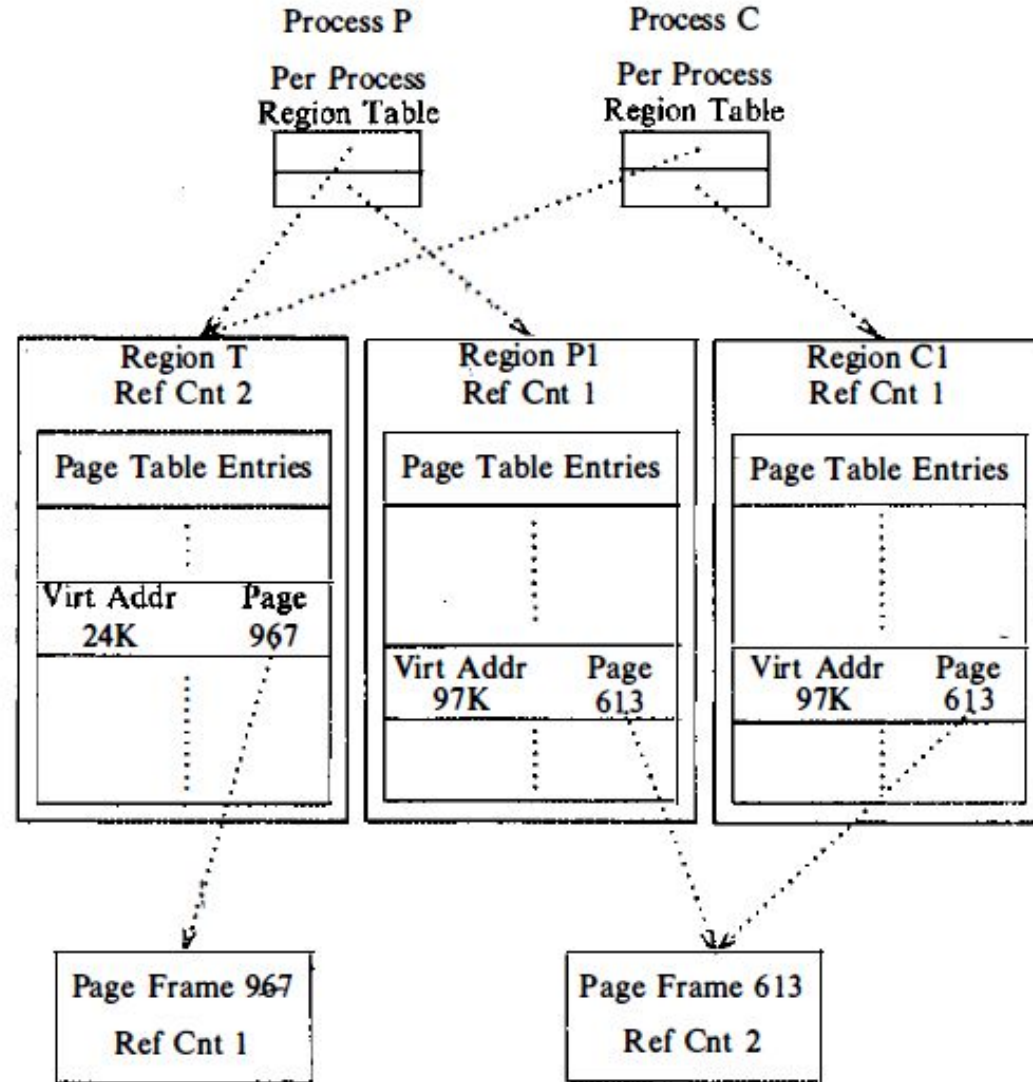 Process P
Process C
Per Process
Region Table
Per Process
Region Table
Region T
Ref Cnt 2
Region P1
Ref Cnt 1
Region C1
Ref Cnt 1
Page Table Entries
Page Table Entries
Page Table Entries
Virt Addr Page
24K 967
Virt Addr Page
97K 613
Virt Addr Page
97K 613
Page Frame 967
Ref Cnt 1
Page Frame 613
Ref Cnt 2